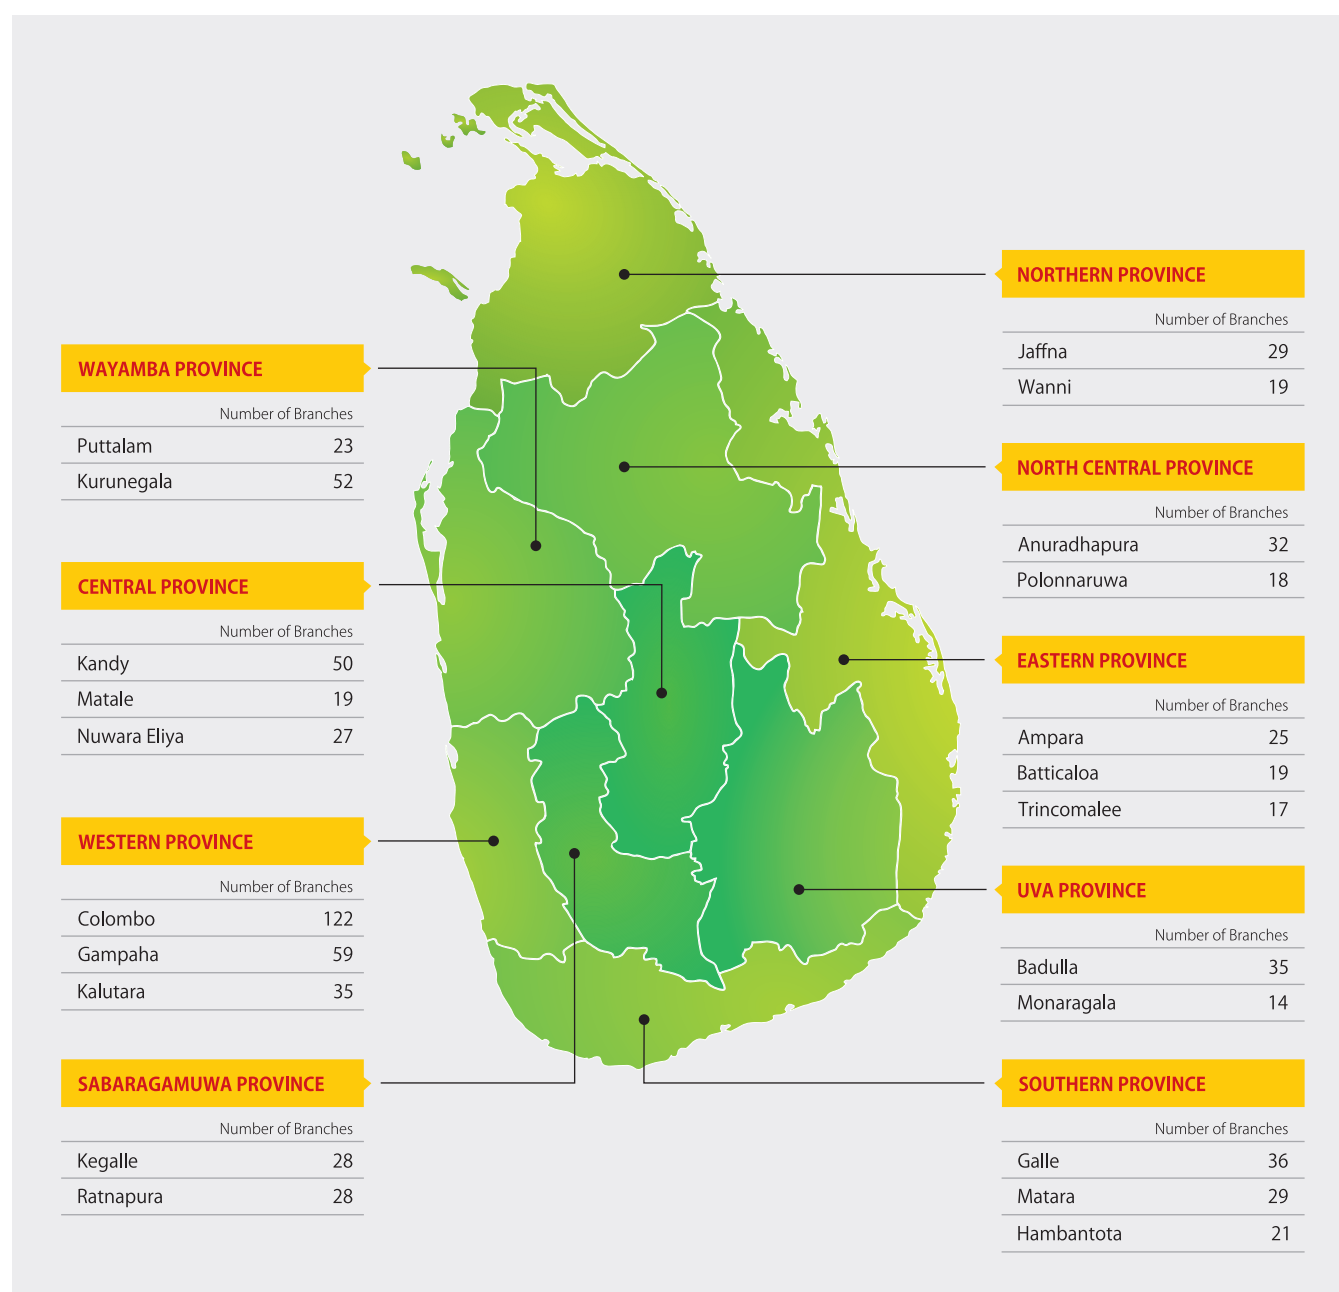 WAYAMBA PROVINCE
Number of Branches
Puttalam 23
Kurunegala 52
CENTRAL PROVINCE
Number of Branches
Kandy 50
Matale 19
Nuwara Eliya 27
WESTERN PROVINCE
Number of Branches
Colombo 122
Gampaha 59
Kalutara 35
SABARAGAMUWA PROVINCE
Number of Branches
Kegalle 28
Ratnapura 28
NORTHERN PROVINCE
Number of Branches
Jaffna 29
Wanni 19
NORTH CENTRAL PROVINCE
Number of Branches
Anuradhapura 32
Polonnaruwa 18
EASTERN PROVINCE
Number of Branches
Ampara 25
Batticaloa 19
Trincomalee 17
UVA PROVINCE
Number of Branches
Badulla 35
Monaragala 14
SOUTHERN PROVINCE
Number of Branches
Galle 36
Matara 29
Hambantota 21